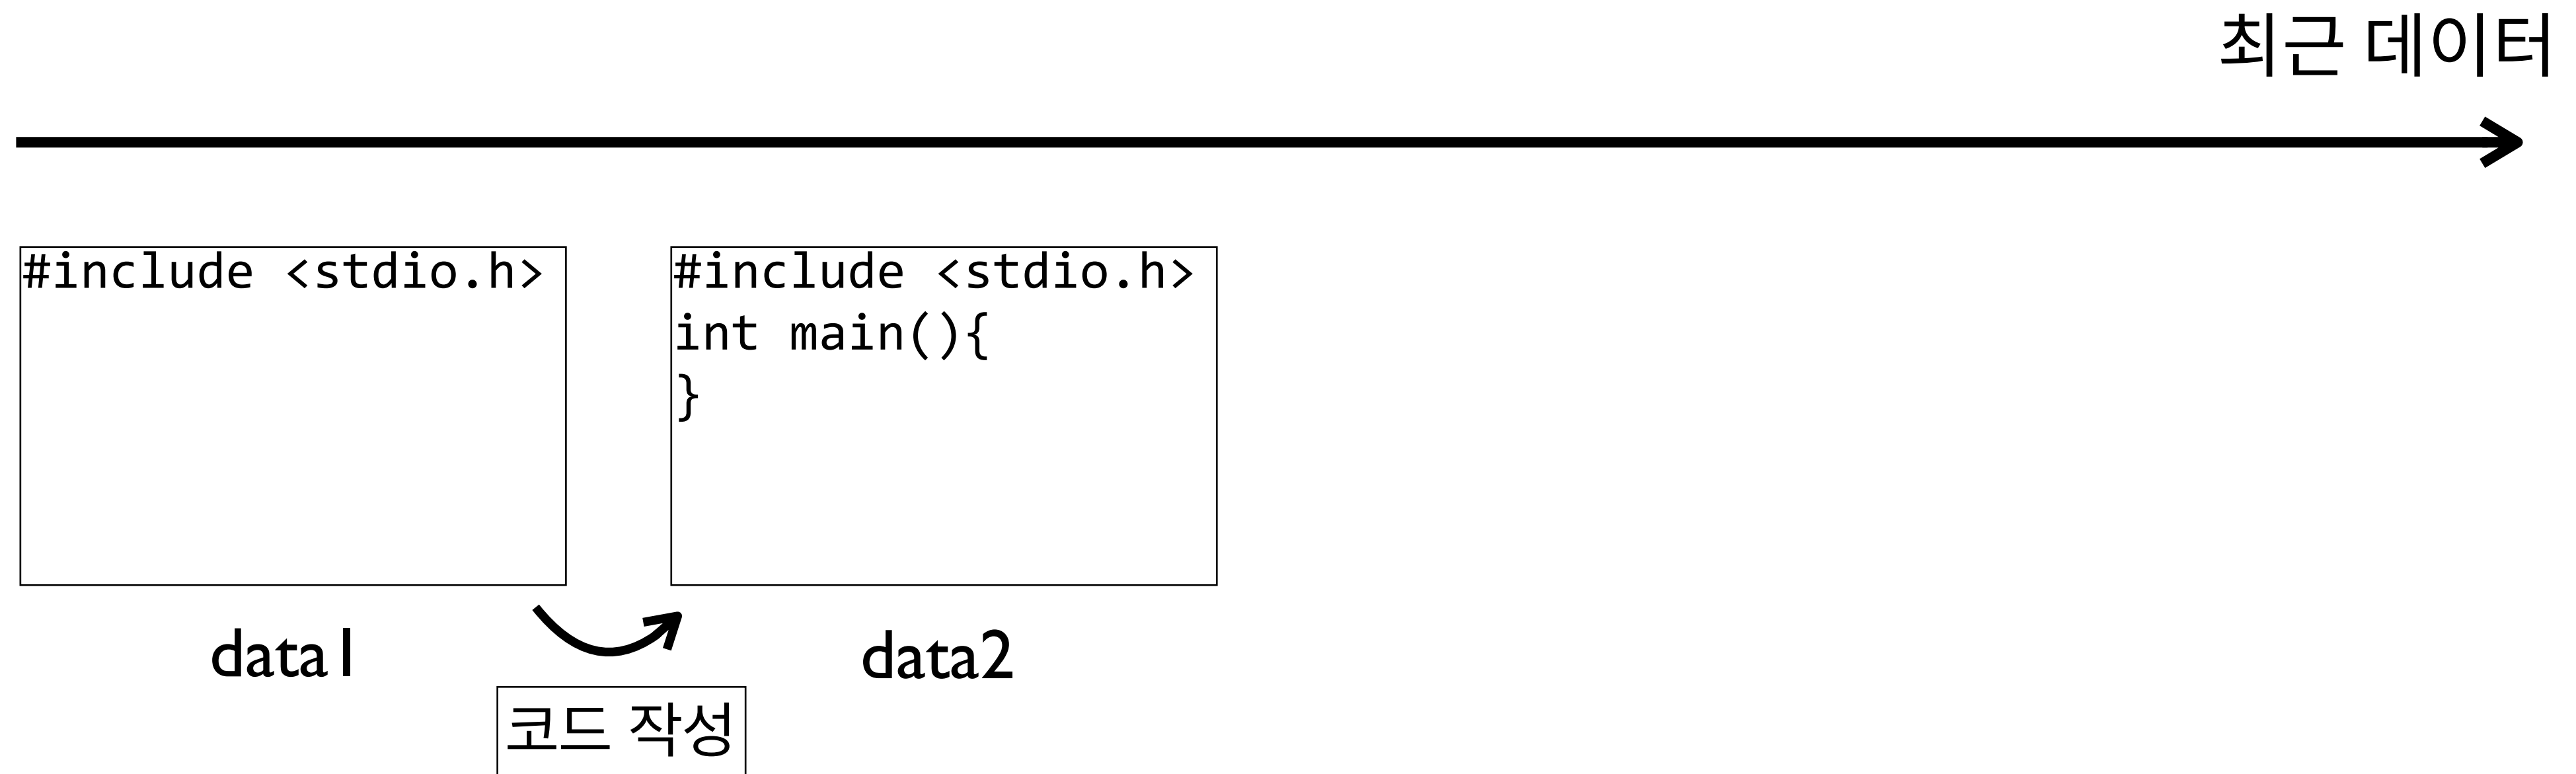 최근 데이터
#include <stdio.h>
#include <stdio.h>
int main(){
}
data1
data2
코드 작성